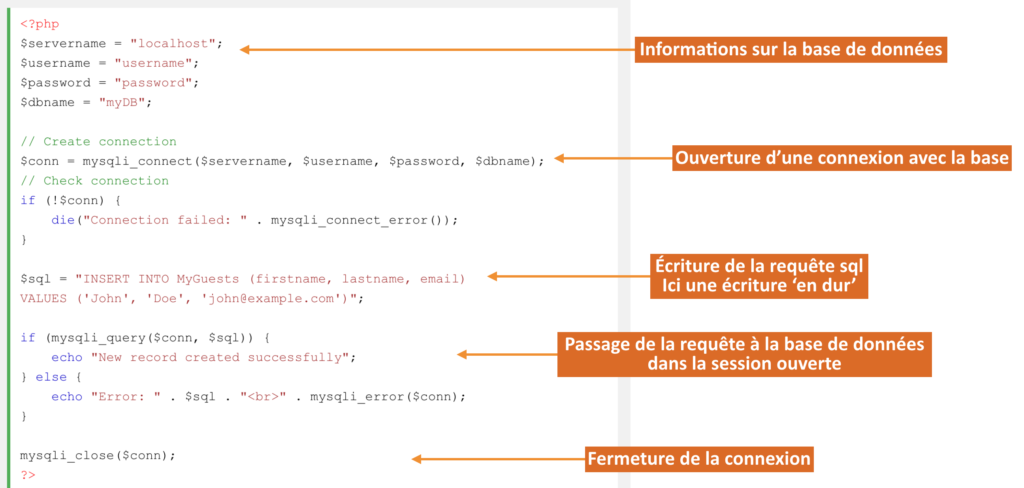 <?php
$servername = "localhost";
Informations sur la base de données
$username = "username";
$password = "password";
$dbname = "myDB";
// Create connection
$conn = mysqli_connect($servername, $username, $password, $dbname);
Ouverture d’une connexion avec la base
// Check connection
if (!$conn) {
    die("Connection failed: " . mysqli_connect_error());
}
$sql = "INSERT INTO MyGuests (firstname, lastname, email)
VALUES ('John', 'Doe', 'john@example.com')";
Écriture de la requête sql
Ici une écriture ‘en dur’
if (mysqli_query($conn, $sql)) {
    echo "New record created successfully";
} else {
    echo "Error: " . $sql . "<br>" . mysqli_error($conn);
}
Passage de la requête à la base de données
dans la session ouverte
mysqli_close($conn);
Fermeture de la connexion
?>